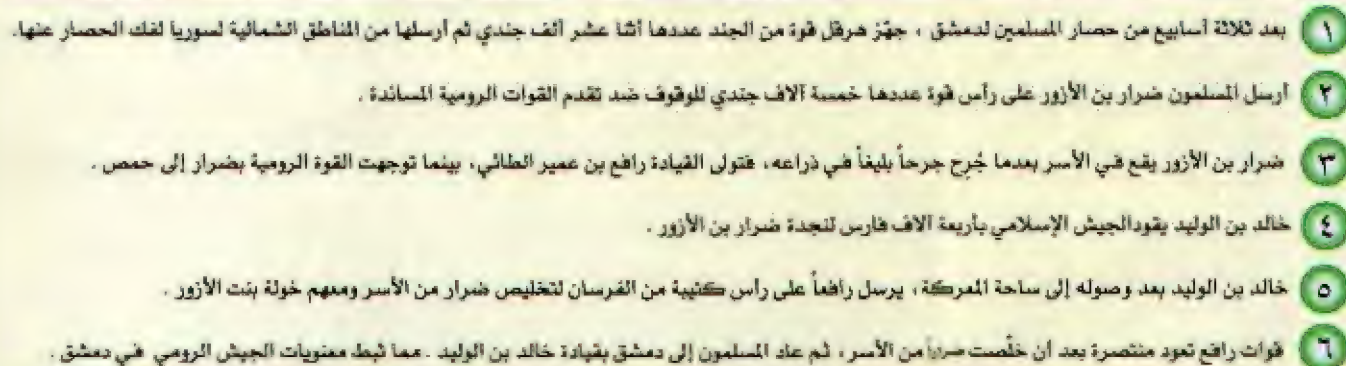 ١ بعد ثلاثة أسابيع من حصار المسلمين لدمشق ، جهّز هرقل قوة من الجند عددها أثنا عشر ألف جندي ثم أرسلها من المناطق الشمالية لسوريا لفك الحصار عنها.
٢ أرسل المسلمون ضرار بن الأزور على رأس قوة عددها خمسة آلاف جندي للوقوف ضد تقدم القوات الرومية المساندة .
٣ ضرار بن الأزور يقع في الأسر بعدما جُرح جرحاً بليغاً في ذراعه، فتولى القيادة رافع بن عمير الطائي، بينما توجهت القوة الرومية بضرار إلى حمص .
٤ خالد بن الوليد يقودالجيش الإسلامي بأربعة آلاف فارس لنجدة ضرار بن الأزور .
٥ خالد بن الوليد بعد وصوله إلى ساحة المعركة ، يرسل رافعاً على رأس كتيبة من الفرسان لتخليص ضرار من الأسر ومعهم خولة بنت الأزور .
٦ قوات رافع تعود منتصرة بعد أن خلّصت ضراراً من الأسر ، ثم عاد المسلمون إلى دمشق بقيادة خالد بن الوليد . مما ثبط معنويات الجيش الرومي في دمشق .